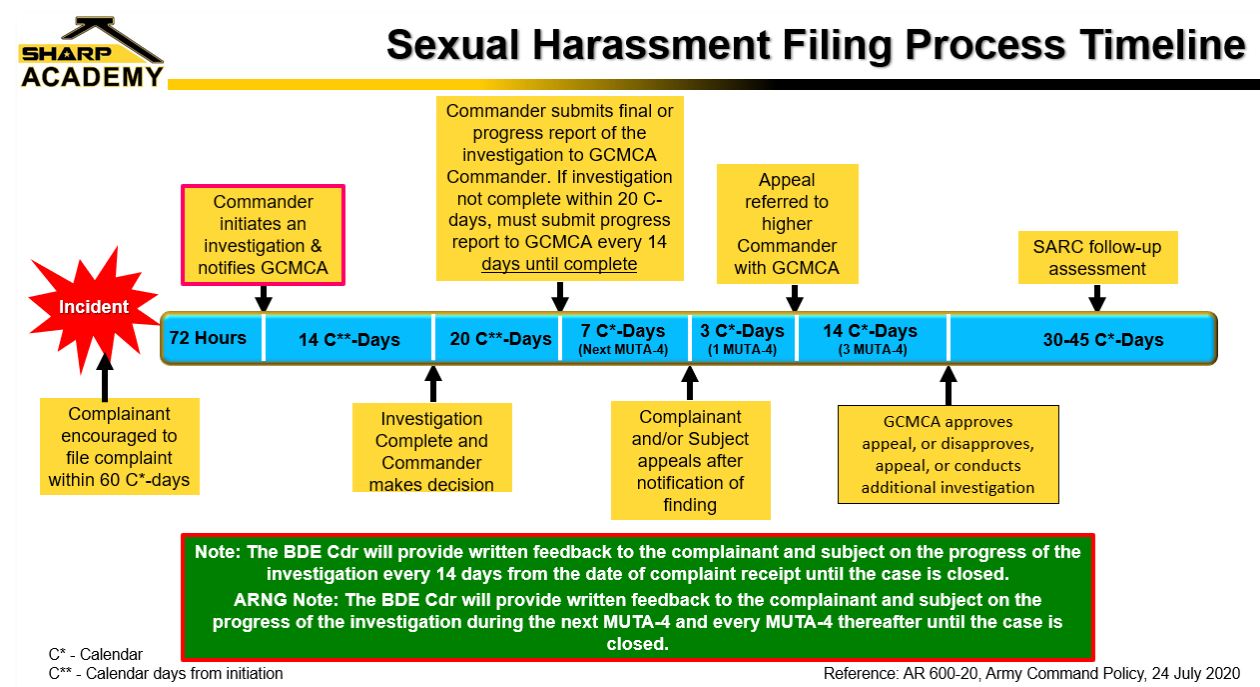 SHARP
ACADEMY
Sexual Harassment Filing Process Timeline
Commander submits final or
progress report of the
investigation to GCMCA
Commander. If investigation
not complete within 20 C-
days, must submit progress
report to GCMCA every 14
days until complete
Commander
initiates an
investigation &
notifies GCMCA
Appeal
referred to
higher
Commander
with GCMCA
SARC follow-up
assessment
Incident
72 Hours
14 C**-Days
20 C**-Days
7 C*-Days
(Next MUTA-4)
3 C*-Days
(1 MUTA-4)
14 C*-Days
(3 MUTA-4)
30-45 C*-Days
Complainant
encouraged to
file complaint
within 60 C*-days
Investigation
Complete and
Commander
makes decision
Complainant
and/or Subject
appeals after
notification of
finding
GCMCA approves
appeal, or disapproves,
appeal, or conducts
additional investigation
Note: The BDE Cdr will provide written feedback to the complainant and subject on the progress of the
investigation every 14 days from the date of complaint receipt until the case is closed.
ARNG Note: The BDE Cdr will provide written feedback to the complainant and subject on the
progress of the investigation during the next MUTA-4 and every MUTA-4 thereafter until the case is
closed.
C* - Calendar
C** - Calendar days from initiation
Reference: AR 600-20, Army Command Policy, 24 July 2020